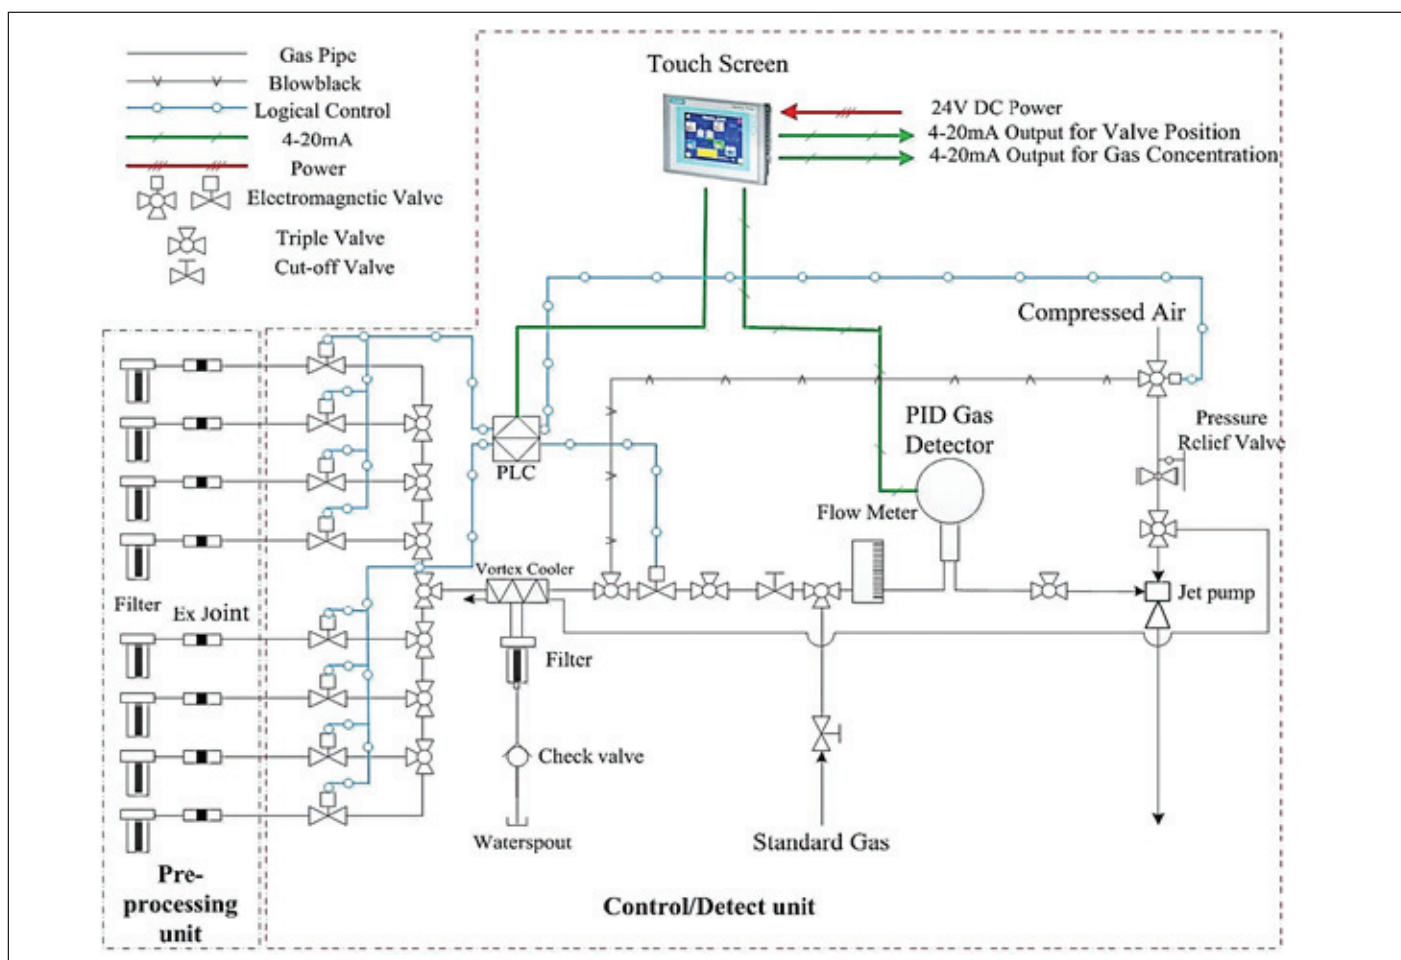 Gas Pipe
Blowblack
Logical Control
4-20mA
Power
Electromagnetic Valve
Triple Valve
Cut-off Valve
Touch Screen
24V DC Power
4-20mA Output for Valve Position
4-20mA Output for Gas Concentration
Compressed Air
PID Gas
Detector
Pressure
Relief Valve
PLC
Flow Meter
Vortex Cooler
Jet pump
Filter
Ex Joint
Filter
Check valve
Waterspout
Standard Gas
Pre-
processing
unit
Control/Detect unit